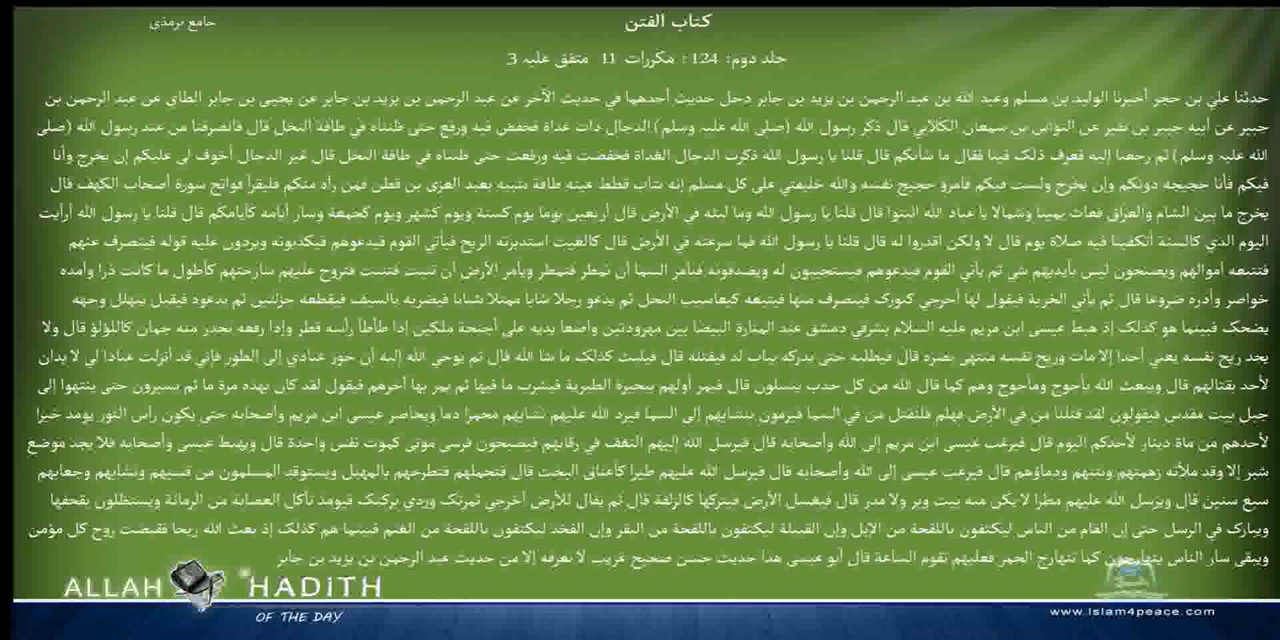 كتاب الفتن
جامع ترمذی
جلد دوم: 124: مکررات 11 متفق علیہ 3
حدثنا علي بن حجر أخبرنا الوليد بن مسلم وعبد الله بن عبد الرحمن بن يزيد بن جابر دخل حديث أحدهما في حديث الآخر عن عبد الرحمن بن يزيد بن جابر عن يحيى بن جابر الطاي عن عبد الرحمن بن
جبير عن أبيه جبير بن نفير عن النواس بن سمعان الكلابي قال ذكر رسول الله (صلى الله عليه وسلم) الدجال ذات غداة فخفض فيه ورفع حتى ظنناه في طافة النخل قال فانصرفنا من عند رسول الله (صلى
الله عليه وسلم) ثم رجعنا إليه فعرف ذلك فينا فقال ما شأنكم قال قلنا يا رسول الله ذكرت الدجال الغداة فخفضت فيه ورفعت حتى ظنناه في طافة النخل قال غير الدجال أخوف لي عليكم إن يخرج وأنا
فيكم فأنا حجيجه دونكم وإن يخرج ولست فيكم فامرؤ حجيج نفسه والله خليفتي على كل مسلم إنه شاب قطط عينه طافة شبيه بعبد العزى بن قطن فمن رآه منكم فليقرأ فواتح سورة أصحاب الكهف قال
يخرج ما بين الشام والعراق فعاث يمينا وشمالا يا عباد الله اثبتوا قال قلنا يا رسول الله وما لبثه في الأرض قال أربعين يوما يوم كسنة ويوم كشهر ويوم كجمعة وسار أيامه كأيامكم قال قلنا يا رسول الله أرأيت
اليوم الذي كالسنة أتكفينا فيه صلاة يوم قال لا ولكن اقدروا له قال قلنا يا رسول الله فما سرعته في الأرض قال كالغيث استدبرته الريح فيأتي القوم فيدعوهم فيكذبونه ويردون عليه قوله فينصرف عنهم
فتتبعه أموالهم ويصبحون ليس بأيديهم شي ثم يأتي القوم فيدعوهم فيستجيبون له ويصدقونه فيأمر السما أن تمطر فتمطر ويأمر الأرض أن تنبت فتنبت فتروح عليهم سارحتهم كأطول ما كانت ذرا وأمده
خواصر وأدره ضروعا قال ثم يأتي الخربة فيقول لها أخرجي كنوزك فينصرف منها فيتبعه كيعاسيب النحل ثم يدعو رجلا شابا ممتلا شبابا فيضربه بالسيف فيقطعه جزلتين ثم يدعوه فيقبل يتهلل وجهه
يضحك فبينما هو كذلك إذ هبط عيسى ابن مريم عليه السلام بشرقي دمشق عند المنارة البيضا بين مهرودتين واضعا يديه على أجنحة ملكين إذا طأطأ رأسه قطر وإذا رفعه تحدر منه جمان كاللؤلؤ قال ولا
يجد ريح نفسه يعني أحدا إلا مات وريح نفسه منتهى بصره قال فيطلبه حتى يدركه بباب لد فيقتله قال فيلبث كذلك ما شا الله قال ثم يوحي الله إليه أن حوز عبادي إلى الطور فإني قد أنزلت عبادا لي لا يدان
لأحد بقتالهم قال ويبعث الله يأجوج ومأجوج وهم كما قال الله من كل حدب ينسلون قال فيمر أولهم ببحيرة الطبرية فيشرب ما فيها ثم يمر بها آخرهم فيقول لقد كان بهذه مرة ما ثم يسيرون حتى ينتهوا إلى
جبل بيت مقدس فيقولون لقد قتلنا من في الأرض فهلم فلنقتل من في السما فيرمون بنشابهم إلى السما فيرد الله عليهم نشابهم محمرا دما ويحاصر عيسى ابن مريم وأصحابه حتى يكون رأس الثور يومذ خيرا
لأحدهم من ماة دينار لأحدكم اليوم قال فيرغب عيسى ابن مريم إلى الله وأصحابه قال فيرسل الله إليهم النغف في رقابهم فيصبحون فرسى موتى كموت نفس واحدة قال ويهبط عيسى وأصحابه فلا يجد موضع
شبر إلا وقد ملأته زهمتهم ونتنهم ودماؤهم قال فيرغب عيسى إلى الله وأصحابه قال فيرسل الله عليهم طيرا كأعناق البخت قال فتحملهم فتطرحهم بالمهبل ويستوقد المسلمون من قسيهم ونشابهم وجعابهم
سبع سنين قال ويرسل الله عليهم مطرا لا يكن منه بيت وبر ولا مدر قال فيغسل الأرض فيتركها كالزلفة قال ثم يقال للأرض أخرجي ثمرتك وردي بركتك فيومذ تأكل العصابة من الرمانة ويستظلون بقحفها
ويبارك في الرسل حتى إن الفام من الناس ليكتفون باللقحة من الإبل وإن القبيلة ليكتفون باللقحة من البقر وإن الفخذ ليكتفون باللقحة من الغنم فبينما هم كذلك إذ بعث الله ريحا فقبضت روح كل مؤمن
ويبقى سار الناس يتهارجون كما تتهارج الحمر فعليهم تقوم الساعة قال أبو عيسى هذا حديث حسن صحيح غريب لا نعرفه إلا من حديث عبد الرحمن بن يزيد بن جابر
ALLAH HADITH
OF THE DAY
www.islam4peace.com